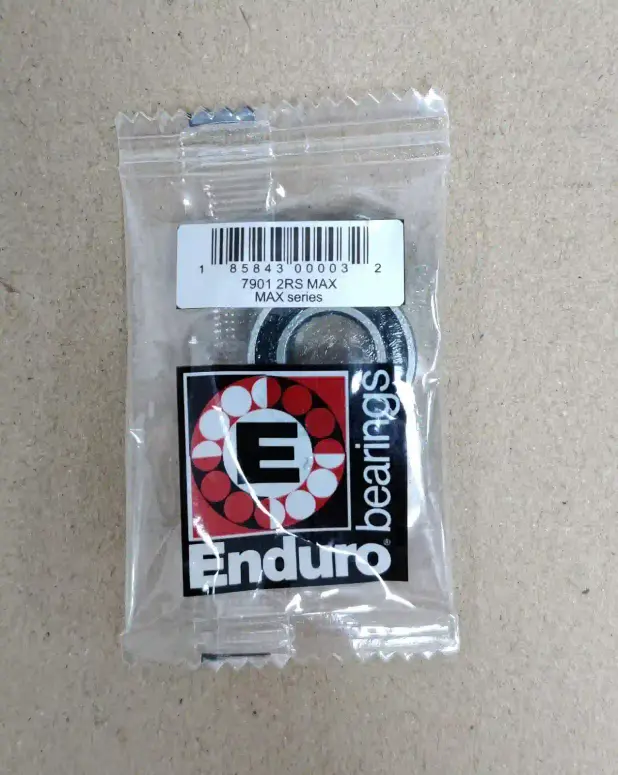 1 85843 00003 2
7901 2RS MAX
MAX series
E
bearings
Enduro®